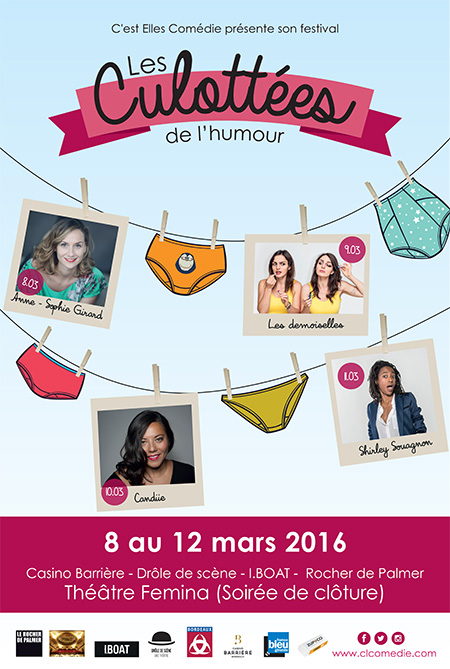 C'est Elles Comédie présente son festival
Les
Culottées
de l'humour
8.03
Anne - Sophie Girard
9.03
Les demoiselles
10.03
Candiie
11.03
Shirley Souagnon
8 au 12 mars 2016
Casino Barrière - Drôle de scène - I.BOAT - Rocher de Palmer
Théâtre Femina (Soirée de clôture)
LE ROCHER
DE PALMER
I.BOAT
DRÔLE DE SCÈNE
BORDEAUX
B
CASINO
BARRIÈRE
bleu
www.clcomedie.com